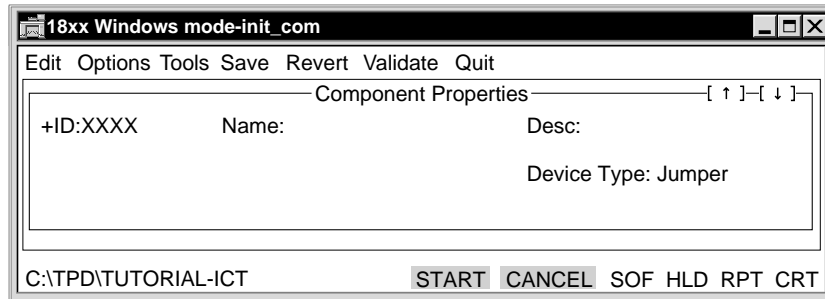 18xx Windows mode-init_com
Edit Options Tools Save Revert Validate Quit
Component Properties [ ↑ ] [ ↓ ]
+ID:XXXX Name: Desc:
Device Type: Jumper
C:\TPD\TUTORIAL-ICT START CANCEL SOF HLD RPT CRT